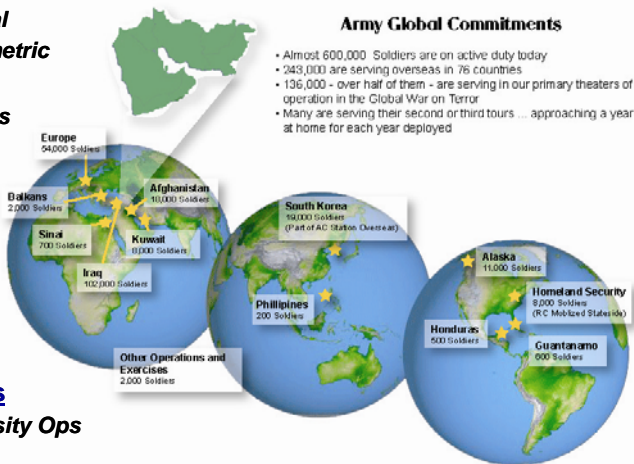 al
metric
s
Army Global Commitments
• Almost 600,000 Soldiers are on active duty today
• 243,000 are serving overseas in 76 countries
• 136,000 - over half of them - are serving in our primary theaters of
operation in the Global War on Terror
• Many are serving their second or third tours ... approaching a year
at home for each year deployed
Europe
54,000 Soldiers
Balkans
2,000 Soldiers
Afghanistan
18,000 Soldiers
Sinai
700 Soldiers
Kuwait
8,000 Soldiers
Iraq
102,000 Soldiers
South Korea
19,000 Soldiers
(Part of AC Station Overseas)
Phillipines
200 Soldiers
Alaska
11,000 Soldiers
Homeland Security
8,000 Soldiers
(RC Moblized Stateside)
Honduras
500 Soldiers
Guantanamo
600 Soldiers
Other Operations and
Exercises
2,000 Soldiers
s
sity Ops